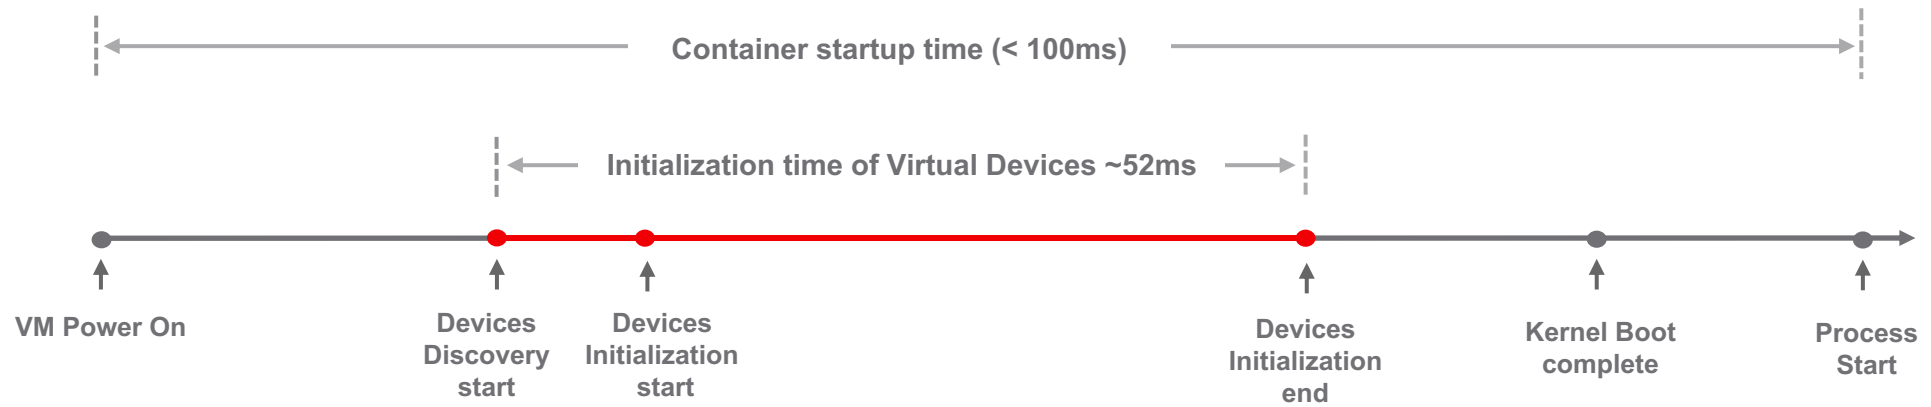 Container startup time (< 100ms)
Initialization time of Virtual Devices ~52ms
VM Power On
Devices
Discovery
start
Devices
Initialization
start
Devices
Initialization
end
Kernel Boot
complete
Process
Start